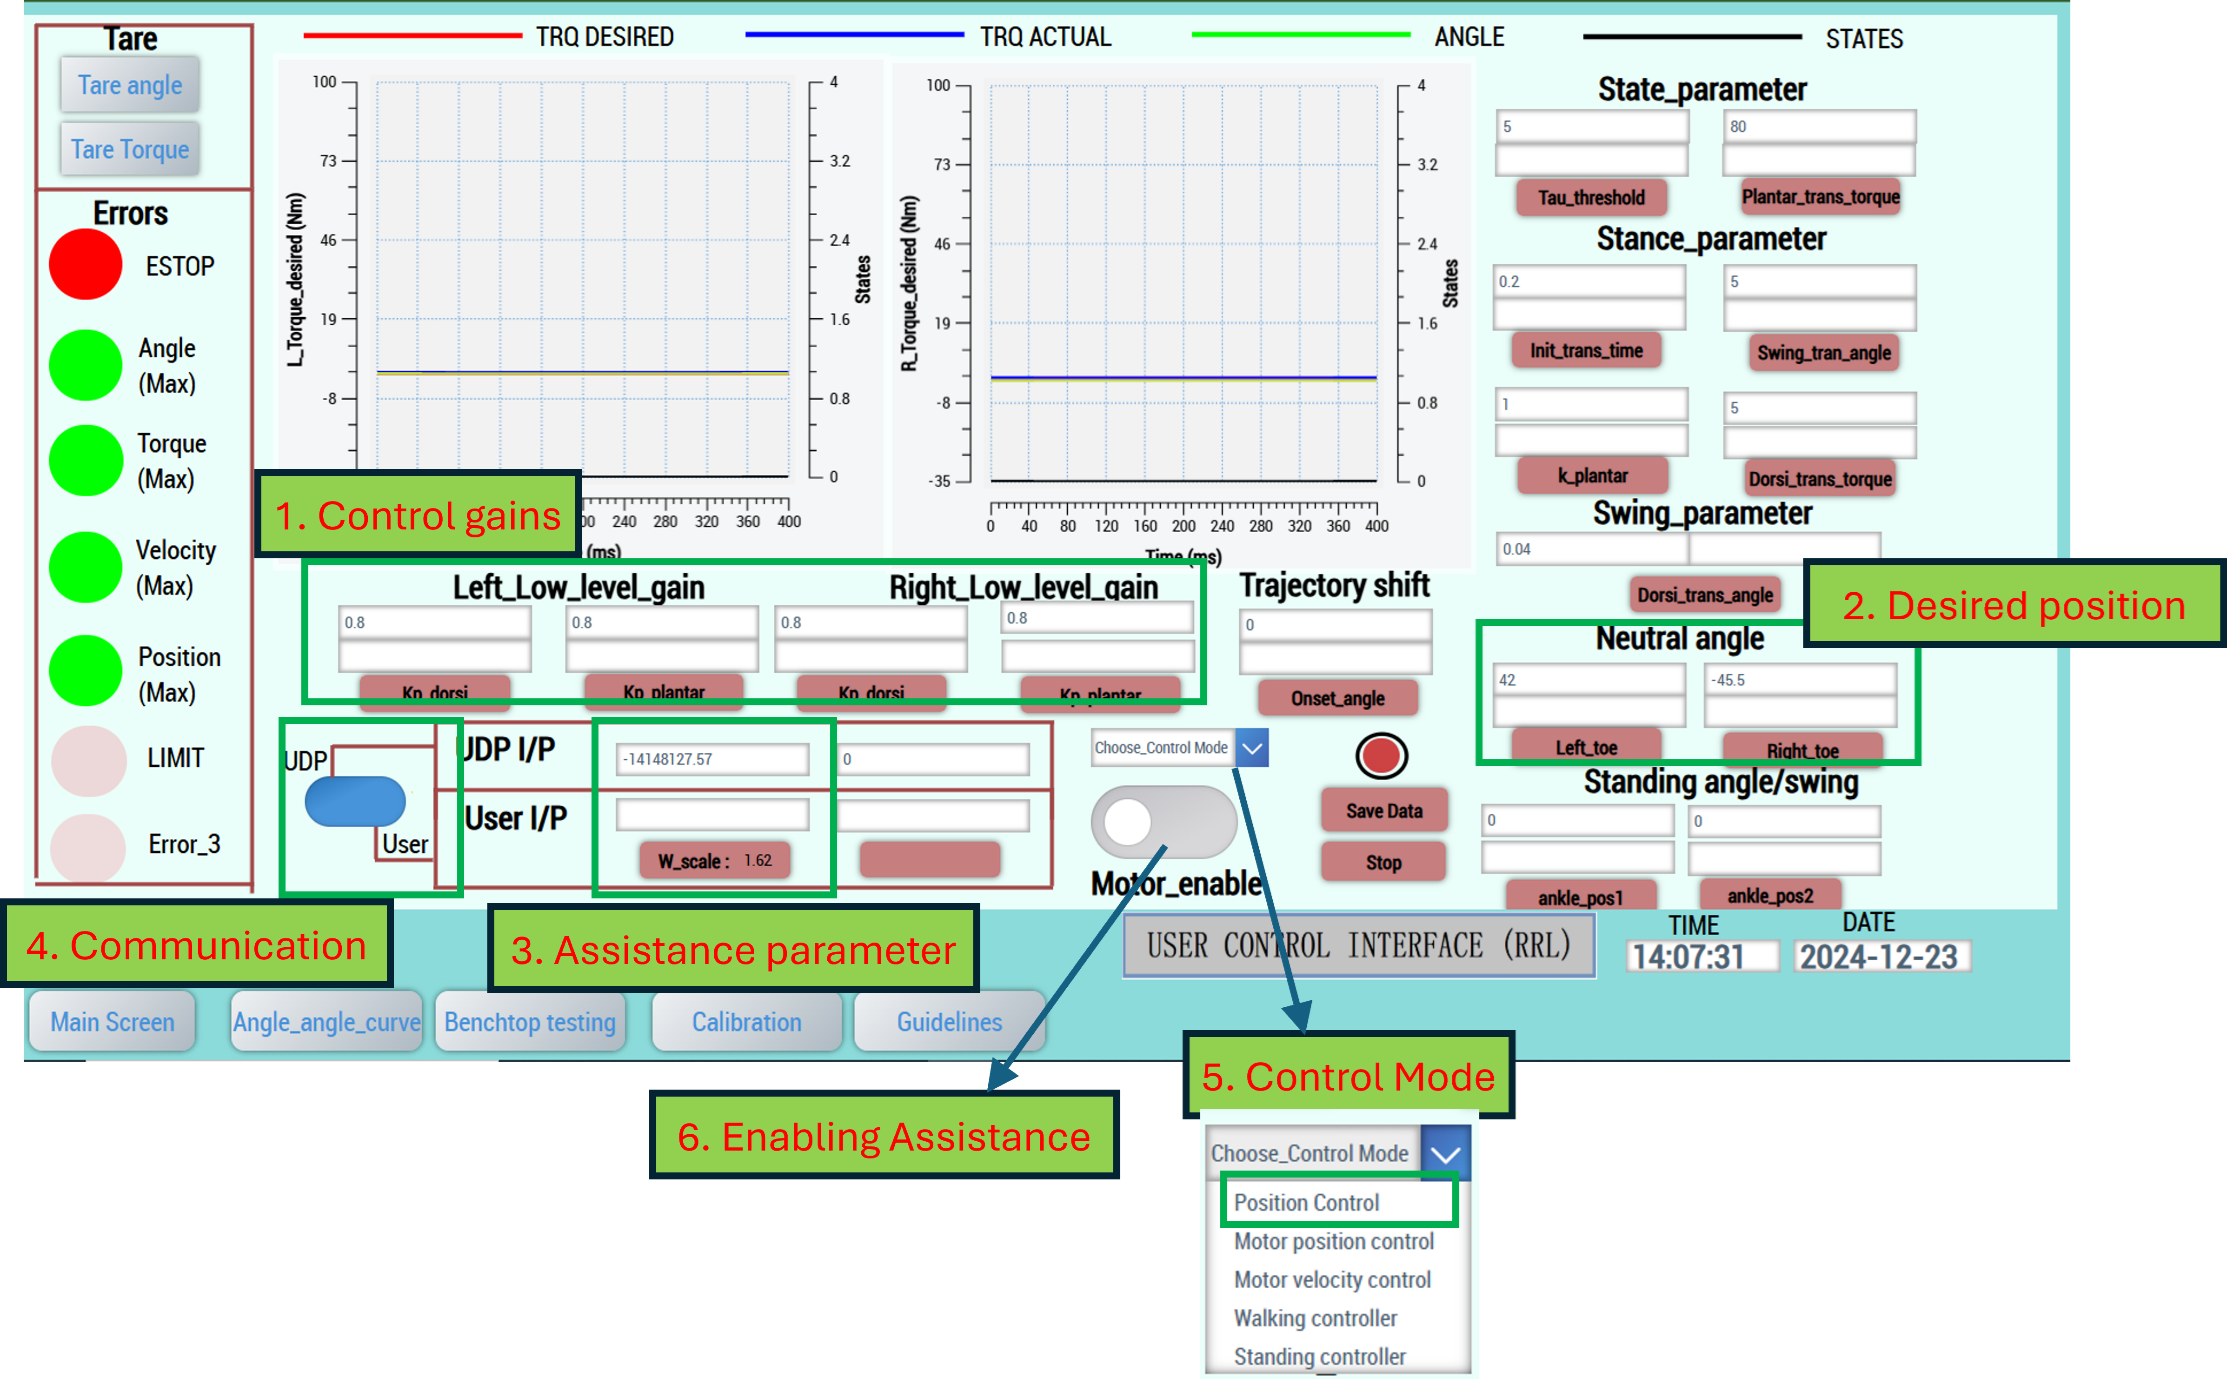 Tare
Tare angle
Tare Torque
Errors
ESTOP
Angle
(Max)
Torque
(Max)
Velocity
(Max)
Position
(Max)
LIMIT
Error_3
TRQ DESIRED
TRQ ACTUAL
ANGLE
STATES
L_Torque_desired (Nm)
100
73
46
19
-8
4
3.2
2.4
1.6
0.8
0
States
240 280 320 360 400
(ms)
R_Torque_desired (Nm)
100
73
46
19
-8
-35
4
3.2
2.4
1.6
0.8
0
States
0 40 80 120 160 200 240 280 320 360 400
Time (ms)
State_parameter
5 80
Tau_threshold Plantar_trans_torque
Stance_parameter
0.2 5
Init_trans_time Swing_tran_angle
1 5
k_plantar Dorsi_trans_torque
Swing_parameter
0.04
Dorsi_trans_angle
1. Control gains
2. Desired position
Left_Low_level_gain Right_Low_level_gain
0.8 0.8 0.8 0.8
Kp_dorsi Kp_plantar Kp_dorsi Kp_plantar
Trajectory shift
0
Onset_angle
Neutral angle
42 -45.5
Left_toe Right_toe
UDP
User
UDP I/P
-14148127.57 0
User I/P
W_scale : 1.62
Choose_Control Mode
Motor_enable
Save Data
Stop
Standing angle/swing
0 0
ankle_pos1 ankle_pos2
4. Communication
3. Assistance parameter
USER CONTROL INTERFACE (RRL)
TIME DATE
14:07:31 2024-12-23
Main Screen
Angle_angle_curve
Benchtop testing
Calibration
Guidelines
6. Enabling Assistance
5. Control Mode
Choose_Control Mode
Position Control
Motor position control
Motor velocity control
Walking controller
Standing controller